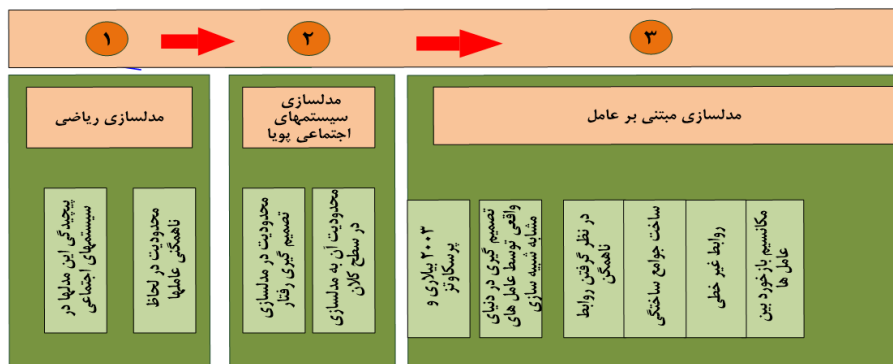 ۱
۲
۳
مدلسازی ریاضی
پیچیدگی این مدلها در
سیستمهای اجتماعی
محدودیت در لحاظ
ناهمگنی عاملها
مدلسازی
سیستمهای
اجتماعی پویا
محدودیت در مدلسازی
تصمیم گیری رفتار
محدودیت آن به مدلسازی
در سطح کلان
مدلسازی مبتنی بر عامل
۲۰۰۳ بیلاری و
پرسکاوتز
تصمیم گیری در دنیای
واقعی توسط عامل های
مشابه شبیه سازی
در نظر گرفتن روابط
ناهمگن
ساخت جوامع ساختگی
روابط غیر خطی
مکانسیم بازخورد بین
عامل ها